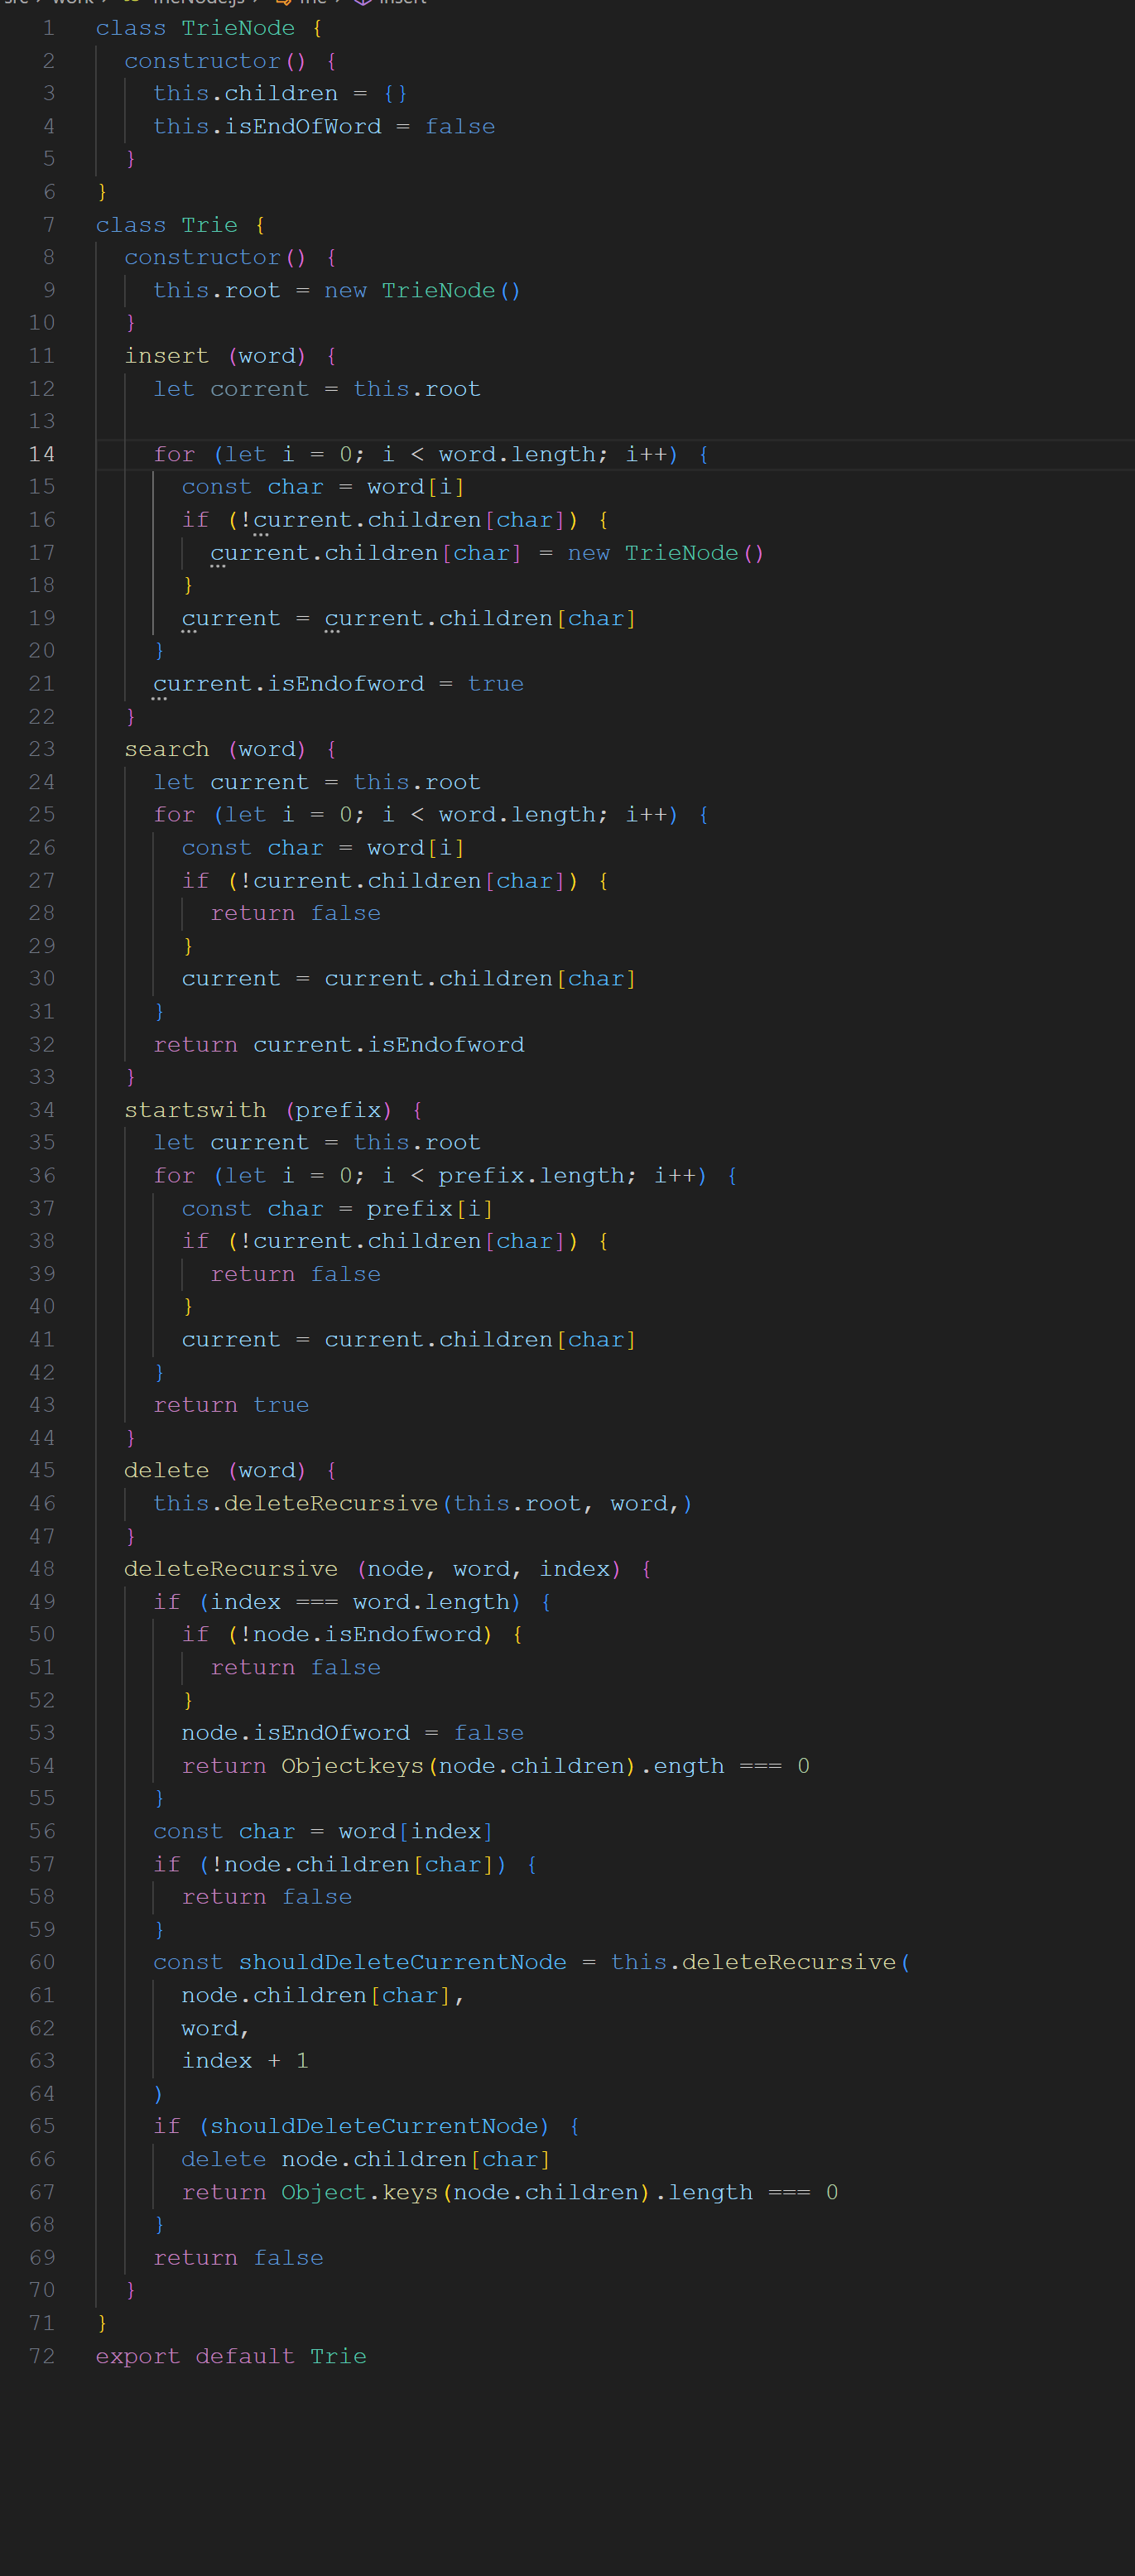 src > work > JS TrieNode.js > Trie > insert
1 class TrieNode {
2 constructor() {
3 this.children = {}
4 this.isEndOfWord = false
5 }
6 }
7 class Trie {
8 constructor() {
9 this.root = new TrieNode()
10 }
11 insert (word) {
12 let corrent = this.root
13
14 for (let i = 0; i < word.length; i++) {
15 const char = word[i]
16 if (!current.children[char]) {
17 current.children[char] = new TrieNode()
18 }
19 current = current.children[char]
20 }
21 current.isEndofword = true
22 }
23 search (word) {
24 let current = this.root
25 for (let i = 0; i < word.length; i++) {
26 const char = word[i]
27 if (!current.children[char]) {
28 return false
29 }
30 current = current.children[char]
31 }
32 return current.isEndofword
33 }
34 startswith (prefix) {
35 let current = this.root
36 for (let i = 0; i < prefix.length; i++) {
37 const char = prefix[i]
38 if (!current.children[char]) {
39 return false
40 }
41 current = current.children[char]
42 }
43 return true
44 }
45 delete (word) {
46 this.deleteRecursive(this.root, word,)
47 }
48 deleteRecursive (node, word, index) {
49 if (index === word.length) {
50 if (!node.isEndofword) {
51 return false
52 }
53 node.isEndOfword = false
54 return Objectkeys(node.children).ength === 0
55 }
56 const char = word[index]
57 if (!node.children[char]) {
58 return false
59 }
60 const shouldDeleteCurrentNode = this.deleteRecursive(
61 node.children[char],
62 word,
63 index + 1
64 )
65 if (shouldDeleteCurrentNode) {
66 delete node.children[char]
67 return Object.keys(node.children).length === 0
68 }
69 return false
70 }
71 }
72 export default Trie